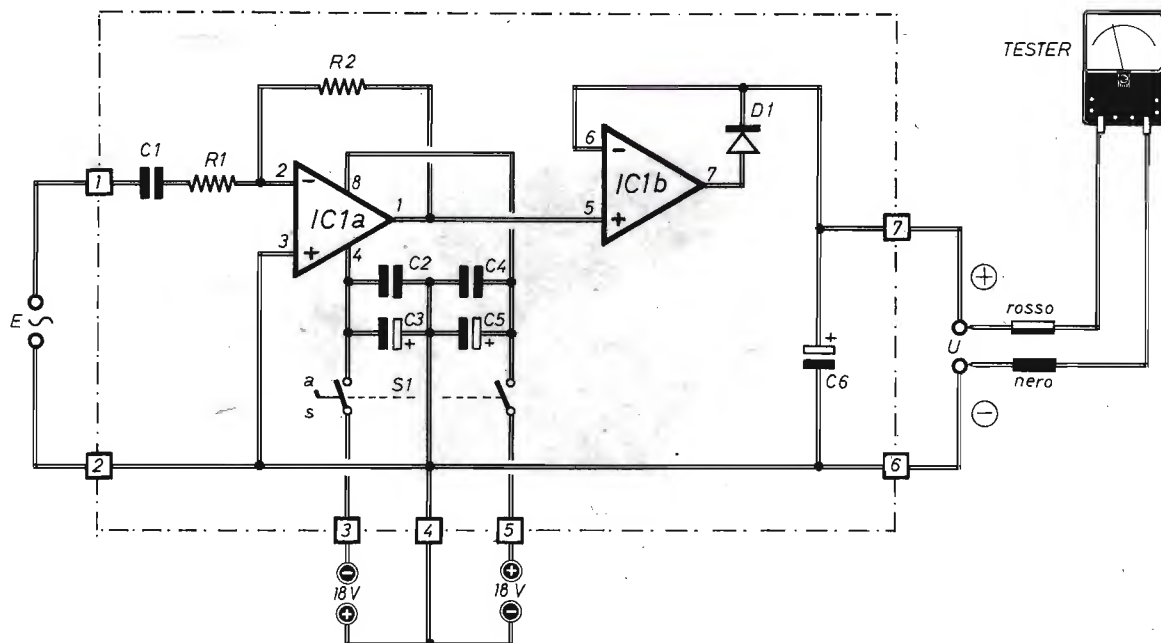 TESTER
R2
D1
C1
R1
1
2
-
8
IC1a
1
3
+
4
6
-
IC1b
7
5
+
7
C2
C4
C3
+
C5
+
+
rosso
E
U
+
C6
nero
-
a
S1
s
2
6
3
4
5
-
18 V
+
+
18 V
-